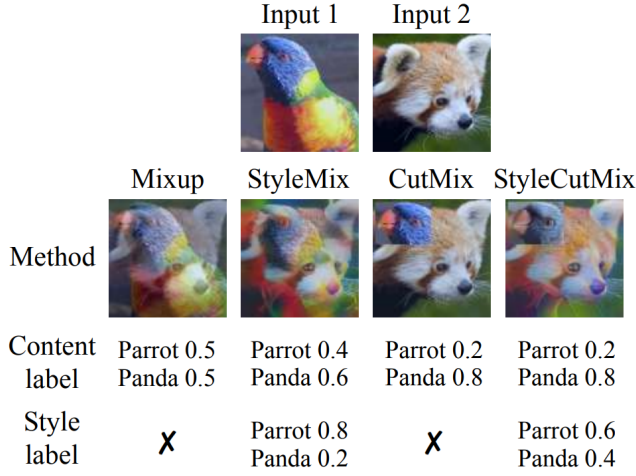 Input 1 Input 2
Mixup StyleMix CutMix StyleCutMix
Method
Content label
Parrot 0.5 Parrot 0.4 Parrot 0.2 Parrot 0.2
Panda 0.5 Panda 0.6 Panda 0.8 Panda 0.8
Style label
✗ Parrot 0.8 ✗ Parrot 0.6
Panda 0.2 Panda 0.4